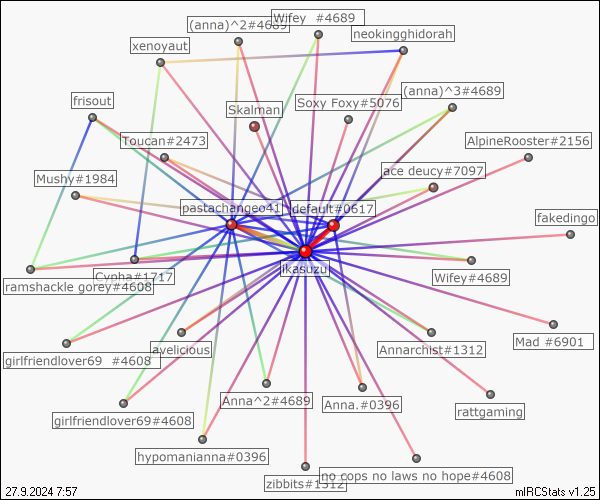 (anna)^2#4689
Wifey  #4689
neokingghidorah
xenoyaut
(anna)^3#4689
frisout
Skalman
Soxy Foxy#5076
Toucan#2473
AlpineRooster#2156
Mushy#1984
ace deucy#7097
pastachangeo41
default#0617
fakedingo
ikasuzu
Cypha#1717
Wifey#4689
ramshackle gorey#4608
Mad #6901
girlfriendlover69  #4608
avelicious
Annarchist#1312
Anna^2#4689
Anna.#0396
rattgaming
girlfriendlover69#4608
hypomanianna#0396
zibbits#1312
no cops no laws no hope#4608
27.9.2024 7:57
mIRCStats v1.25